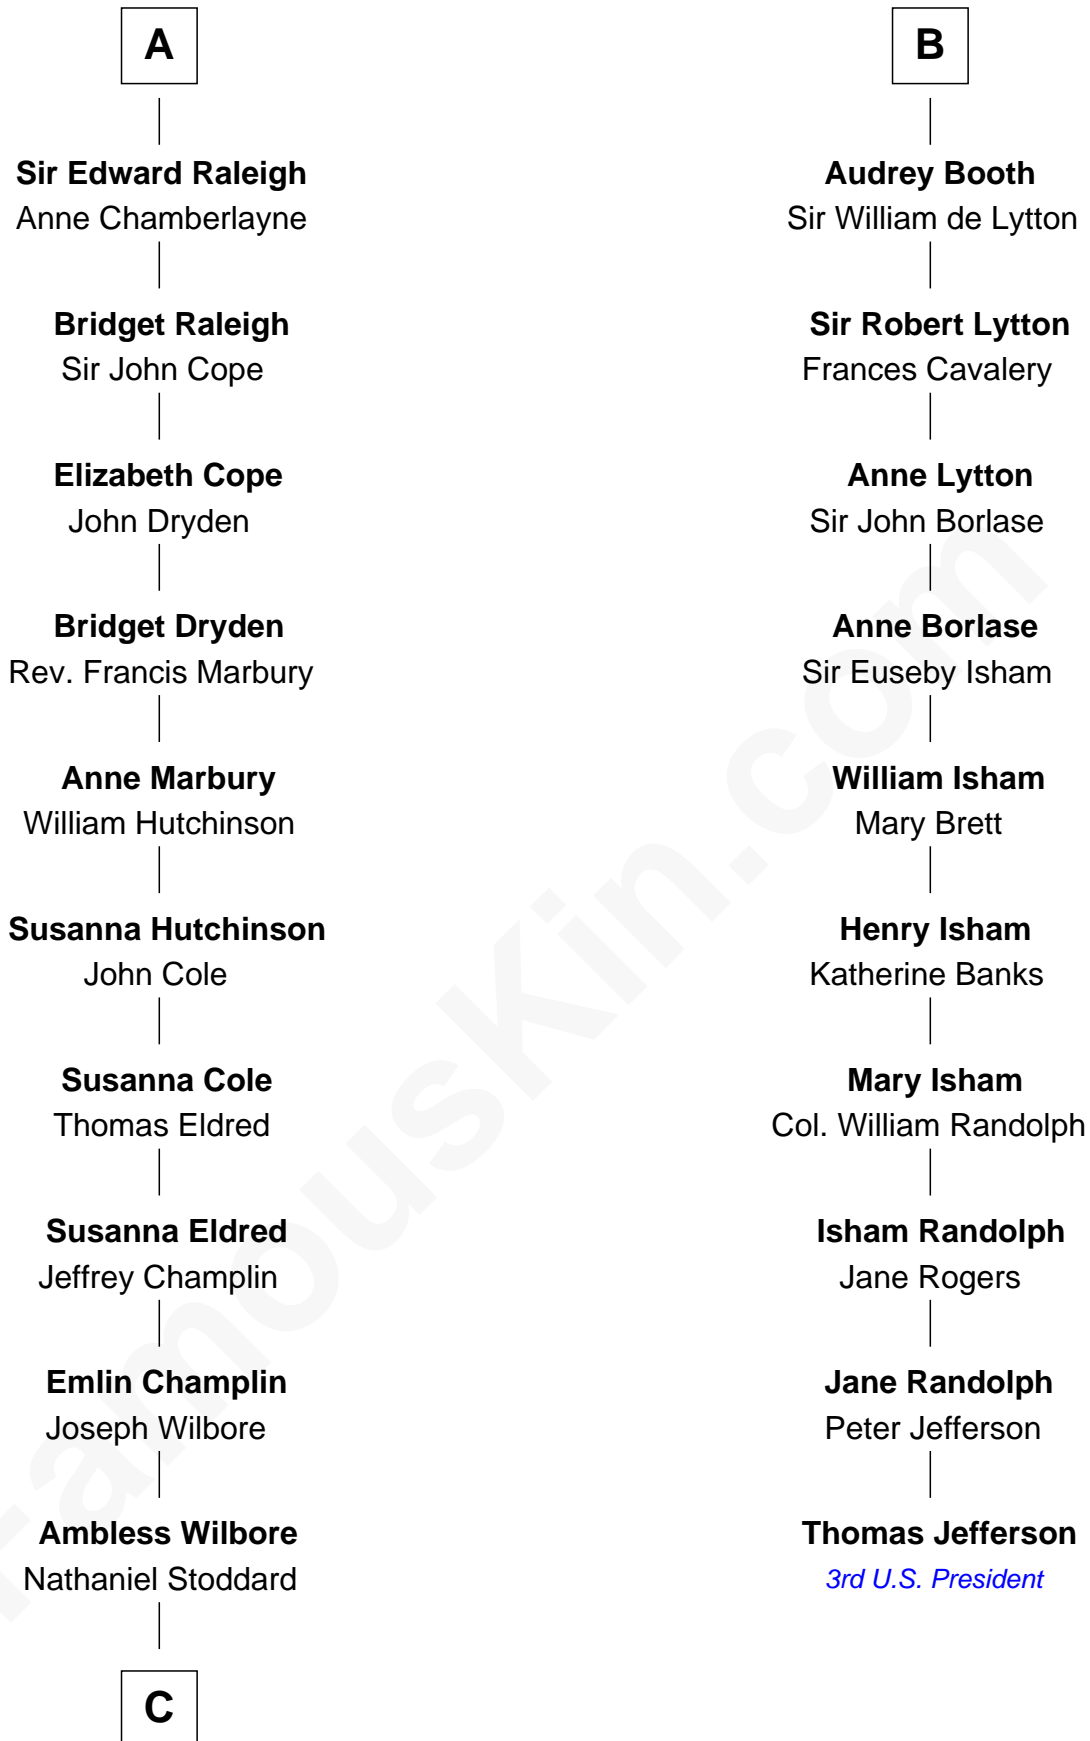 A
Sir Edward Raleigh
Anne Chamberlayne
Bridget Raleigh
Sir John Cope
Elizabeth Cope
John Dryden
Bridget Dryden
Rev. Francis Marbury
Anne Marbury
William Hutchinson
Susanna Hutchinson
John Cole
Susanna Cole
Thomas Eldred
Susanna Eldred
Jeffrey Champlin
Emlin Champlin
Joseph Wilbore
Ambless Wilbore
Nathaniel Stoddard
C
B
Audrey Booth
Sir William de Lytton
Sir Robert Lytton
Frances Cavalery
Anne Lytton
Sir John Borlase
Anne Borlase
Sir Euseby Isham
William Isham
Mary Brett
Henry Isham
Katherine Banks
Mary Isham
Col. William Randolph
Isham Randolph
Jane Rogers
Jane Randolph
Peter Jefferson
Thomas Jefferson
3rd U.S. President
FamousKin.com